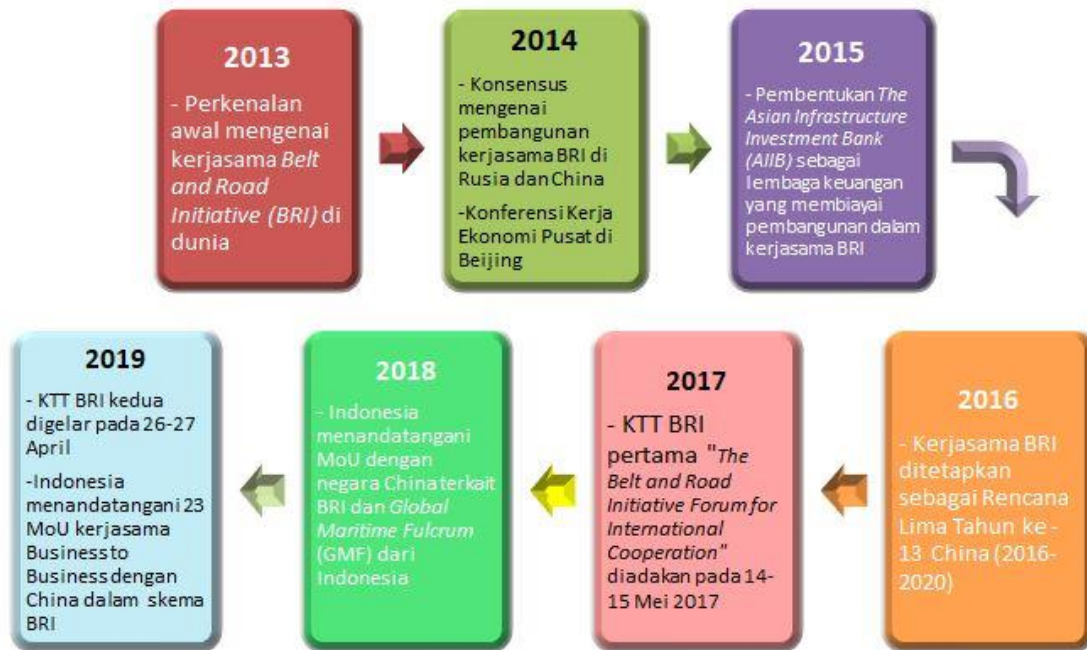 2013
- Perkenalan
awal mengenai
kerjasama Belt
and Road
Initiative (BRI) di
dunia
2014
- Konsensus
mengenai
pembangunan
kerjasama BRI di
Rusia dan China
-Konferensi Kerja
Ekonomi Pusat di
Beijing
2015
- Pembentukan The
Asian Infrastructure
Investment Bank
(AIIB) sebagai
lembaga keuangan
yang membiayai
pembangunan dalam
kerjasama BRI
2016
- Kerjasama BRI
ditetapkan
sebagai Rencana
Lima Tahun ke-
13 China (2016-
2020)
2017
- KTT BRI
pertama "The
Belt and Road
Initiative Forum for
International
Cooperation"
diadakan pada 14-
15 Mei 2017
2018
- Indonesia
menandatangani
MoU dengan
negara China terkait
BRI dan Global
Maritime Fulcrum
(GMF) dari
Indonesia
2019
- KTT BRI kedua
digelar pada 26-27
April
-Indonesia
menandatangani 23
MoU kerjasama
Business to
Business dengan
China dalam skema
BRI